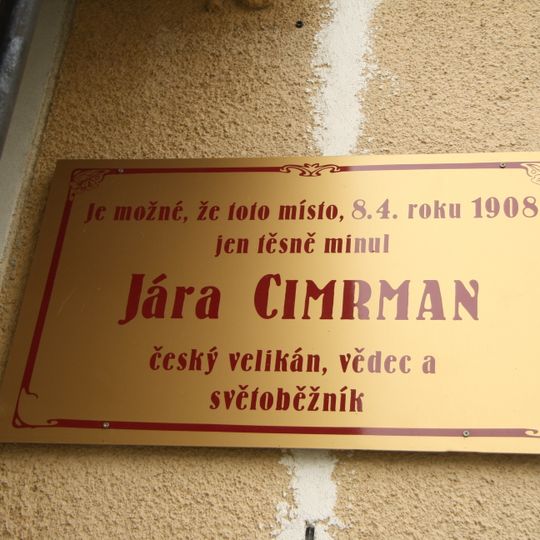 Je možné, že toto místo, 8.4. roku 1908
jen těsně minul
Jára CIMRMAN
český velikán, vědec a
světoběžník